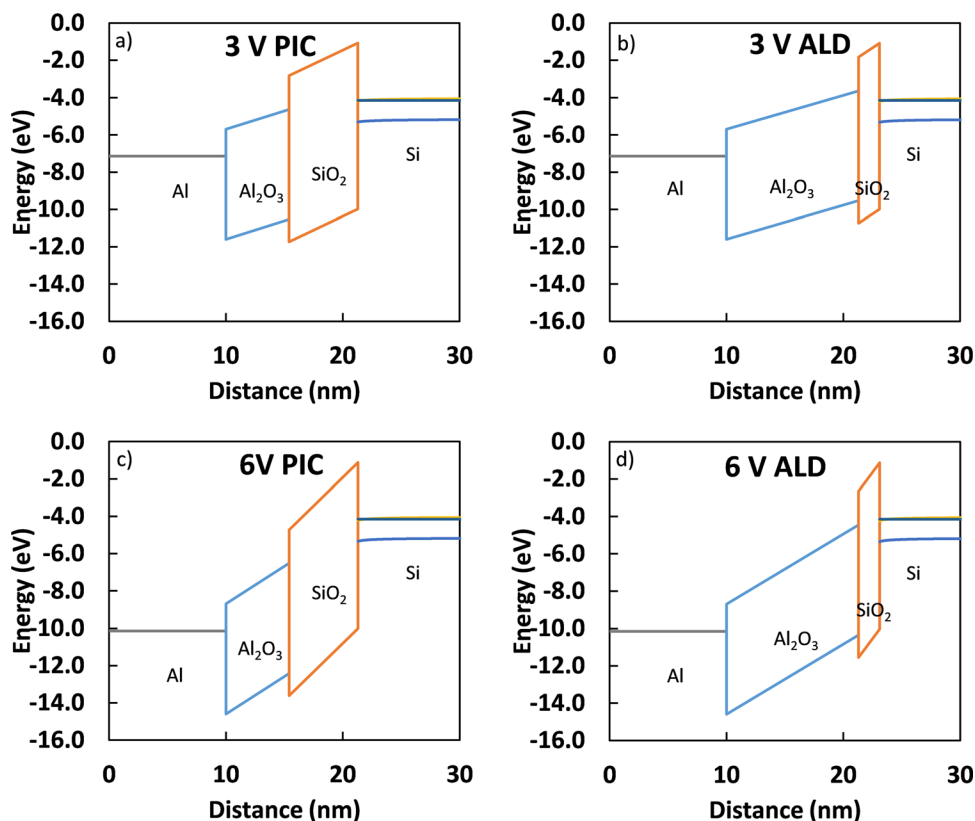 a)
3 V PIC
Energy (eV)
0.0
-2.0
-4.0
-6.0
-8.0
-10.0
-12.0
-14.0
-16.0
Al
Al₂O₃
SiO₂
Si
0 10 20 30
Distance (nm)
b)
3 V ALD
Energy (eV)
0.0
-2.0
-4.0
-6.0
-8.0
-10.0
-12.0
-14.0
-16.0
Al
Al₂O₃
SiO₂
Si
0 10 20 30
Distance (nm)
c)
6V PIC
Energy (eV)
0.0
-2.0
-4.0
-6.0
-8.0
-10.0
-12.0
-14.0
-16.0
Al
Al₂O₃
SiO₂
Si
0 10 20 30
Distance (nm)
d)
6 V ALD
Energy (eV)
0.0
-2.0
-4.0
-6.0
-8.0
-10.0
-12.0
-14.0
-16.0
Al
Al₂O₃
SiO₂
Si
0 10 20 30
Distance (nm)